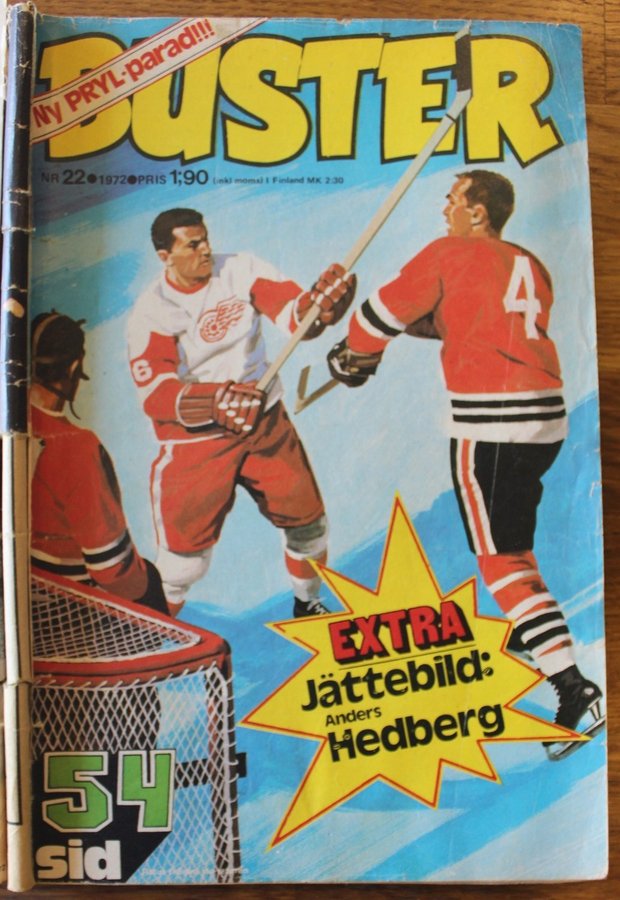 Ny PRYL-parad!!!
BUSTER
NR 22●1972●PRIS 1;90 (inkl moms) I Finland MK 2:30
4
6
EXTRA
Jättebild:
Anders
Hedberg
54
sid